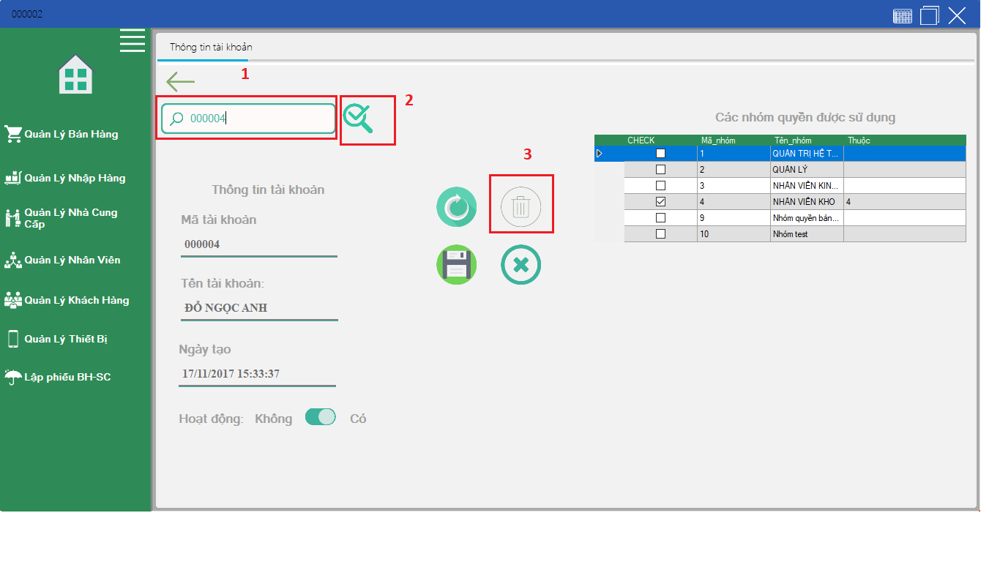 000002
Thông tin tài khoản
1
000004
2
Các nhóm quyền được sử dụng
CHECK Mã_nhóm Tên_nhóm Thuộc
1 QUẢN TRỊ HỆ T...
2 QUẢN LÝ
3 NHÂN VIÊN KIN...
4 NHÂN VIÊN KHO 4
9 Nhóm quyền bán...
10 Nhóm test
3
Thông tin tài khoản
Mã tài khoản
000004
Tên tài khoản:
ĐỖ NGỌC ANH
Ngày tạo
17/11/2017 15:33:37
Hoạt động: Không Có
Quản Lý Bán Hàng
Quản Lý Nhập Hàng
Quản Lý Nhà Cung
Cấp
Quản Lý Nhân Viên
Quản Lý Khách Hàng
Quản Lý Thiết Bị
Lập phiếu BH-SC